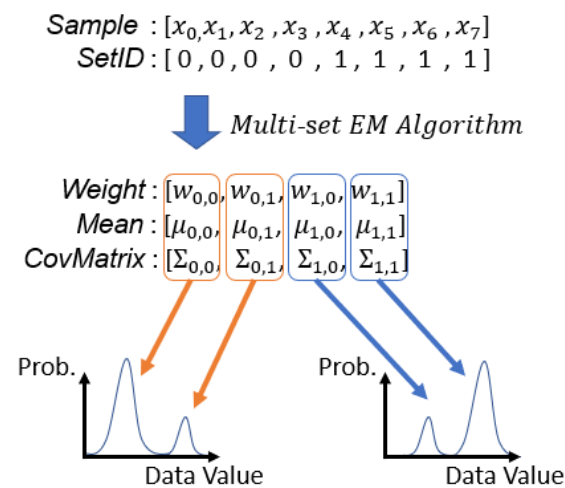 Sample : [x₀,x₁, x₂ , x₃ , x₄ , x₅ , x₆ , x₇]
SetID : [ 0 , 0 , 0 , 0 , 1 , 1 , 1 , 1 ]
Multi-set EM Algorithm
Weight : [w₀,₀, w₀,₁, w₁,₀, w₁,₁]
Mean : [μ₀,₀, μ₀,₁, μ₁,₀, μ₁,₁]
CovMatrix : [Σ₀,₀, Σ₀,₁, Σ₁,₀, Σ₁,₁]
Prob. Prob.
Data Value Data Value